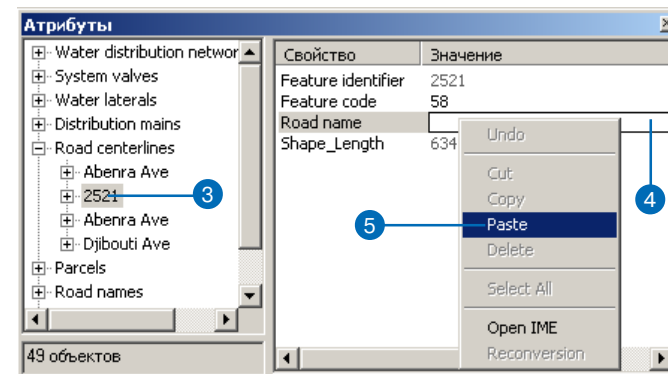 Атрибуты
Water distribution networ
System valves
Water laterals
Distribution mains
Road centerlines
Abenra Ave
2521
3
Abenra Ave
Djibouti Ave
Parcels
Road names
49 объектов
Свойство Значение
Feature identifier 2521
Feature code 58
Road name
Shape_Length 634
4
Undo
Cut
Copy
5
Paste
Delete
Select All
Open IME
Reconversion